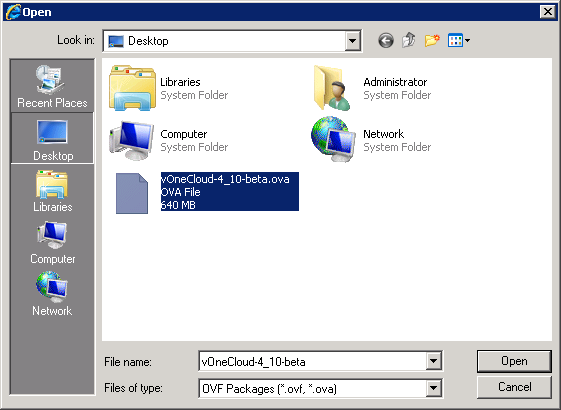 Open
Look in: Desktop
Recent Places
Desktop
Libraries
Computer
Network
Libraries
System Folder
Administrator
System Folder
Computer
System Folder
Network
System Folder
vOneCloud-4_10-beta.ova
OVA File
640 MB
File name: vOneCloud-4_10-beta Open
Files of type: OVF Packages (*.ovf, *.ova) Cancel